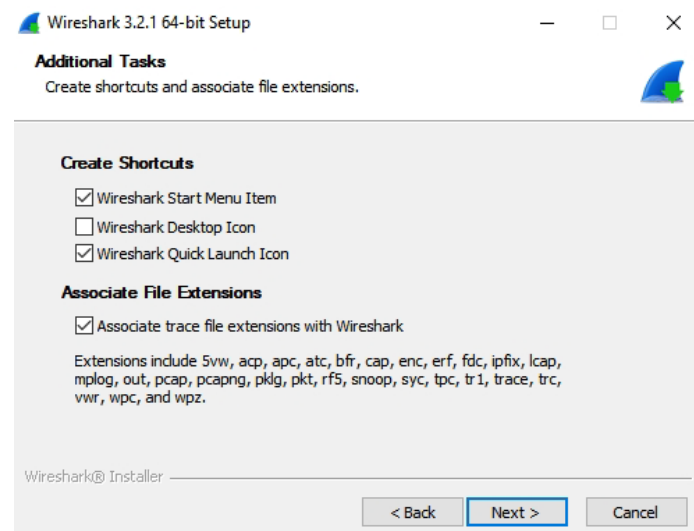 Wireshark 3.2.1 64-bit Setup
Additional Tasks
Create shortcuts and associate file extensions.
Create Shortcuts
Wireshark Start Menu Item
Wireshark Desktop Icon
Wireshark Quick Launch Icon
Associate File Extensions
Associate trace file extensions with Wireshark
Extensions include 5vw, acp, apc, atc, bfr, cap, enc, erf, fdc, ipfix, lcap,
mplog, out, pcap, pcapng, pklg, pkt, rf5, snoop, syc, tpc, tr1, trace, trc,
vwr, wpc, and wpz.
Wireshark® Installer
< Back Next > Cancel